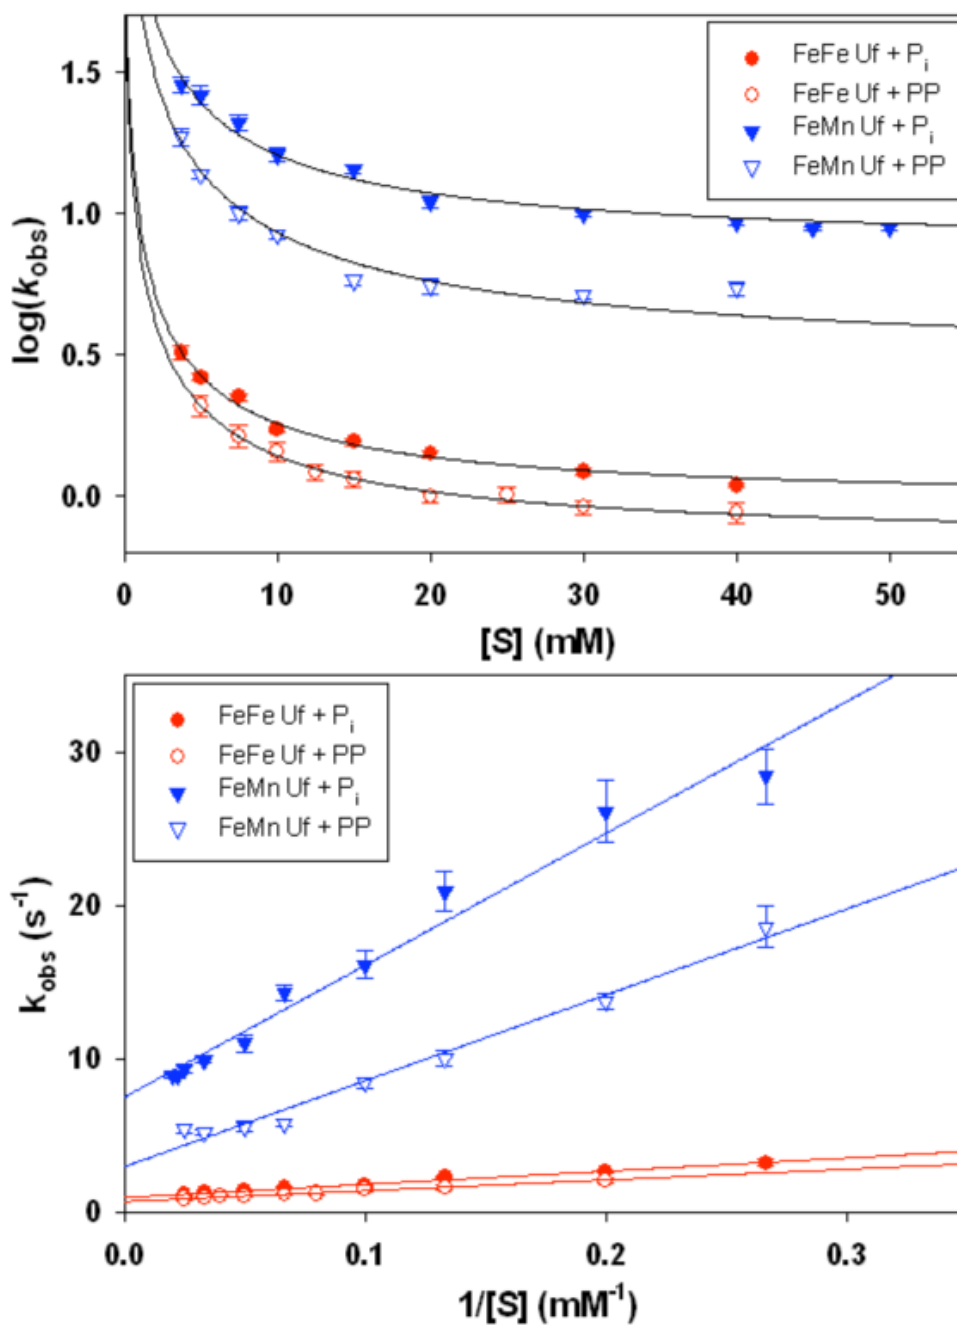 FeFe Uf + Pi
FeFe Uf + PP
FeMn Uf + Pi
FeMn Uf + PP
log(kobs)
1.5
1.0
0.5
0.0
0 10 20 30 40 50
[S] (mM)
FeFe Uf + Pi
FeFe Uf + PP
FeMn Uf + Pi
FeMn Uf + PP
kobs (s-1)
30
20
10
0
0.0 0.1 0.2 0.3
1/[S] (mM-1)